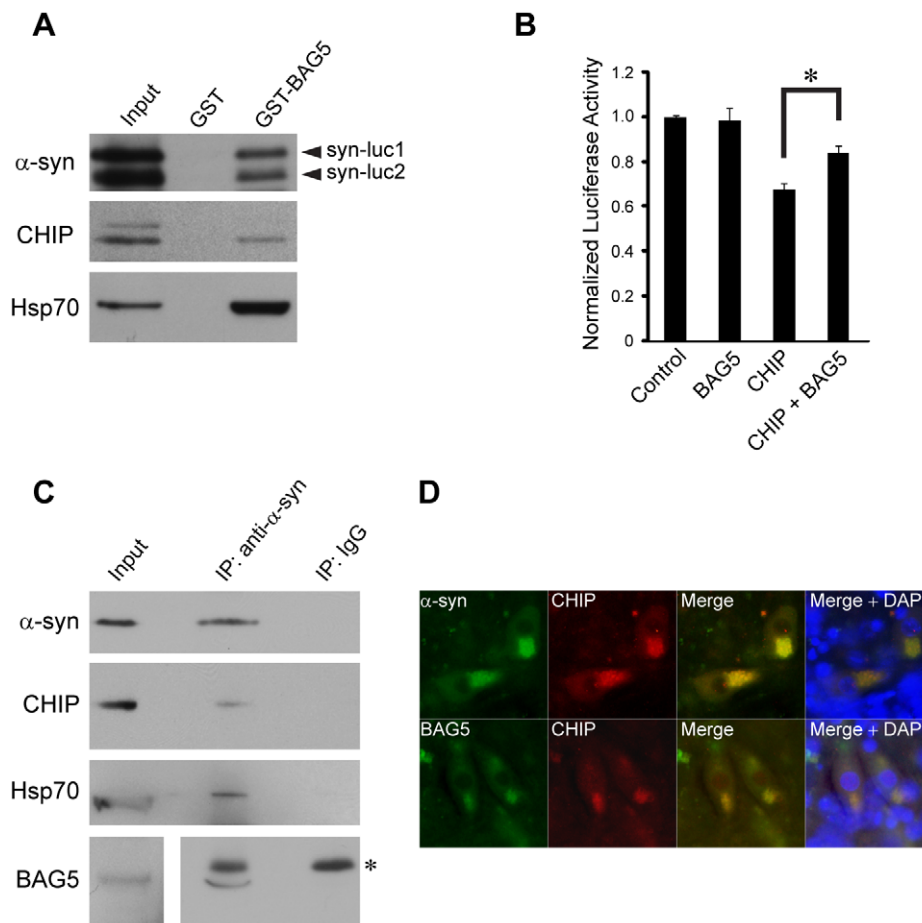 A
Input
GST
GST-BAG5
α-syn
syn-luc1
syn-luc2
CHIP
Hsp70
B
Normalized Luciferase Activity
1.2
1.0
0.8
0.6
0.4
0.2
0
*
Control
BAG5
CHIP
CHIP + BAG5
C
Input
IP: anti-α-syn
IP: IgG
α-syn
CHIP
Hsp70
BAG5
*
D
α-syn
CHIP
Merge
Merge + DAP
BAG5
CHIP
Merge
Merge + DAP